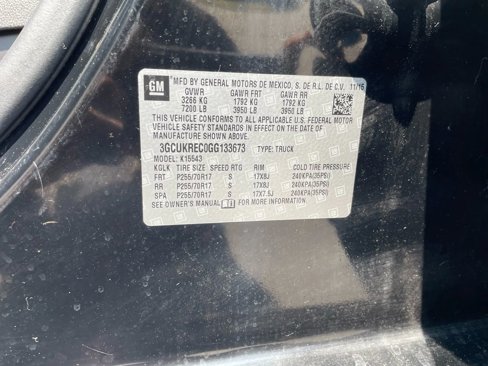 GM MFD BY GENERAL MOTORS DE MEXICO, S. DE R.L. DE C.V. 11/16
GVWR GAWR FRT GAWR RR
3266 KG 1792 KG 1792 KG
7200 LB 3950 LB 3950 LB
THIS VEHICLE CONFORMS TO ALL APPLICABLE U.S. FEDERAL MOTOR
VEHICLE SAFETY STANDARDS IN EFFECT ON THE DATE OF
MANUFACTURE SHOWN ABOVE.
3GCUKREC0GG133673 TYPE: TRUCK
MODEL: K15543
KGLK TIRE SIZE SPEED RTG RIM COLD TIRE PRESSURE
FRT P255/70R17 S 17X8J 240KPA(35PSI)
RR P255/70R17 S 17X8J 240KPA(35PSI)
SPA P255/70R17 S 17X7.5J 240KPA(35PSI)
SEE OWNER'S MANUAL FOR MORE INFORMATION.